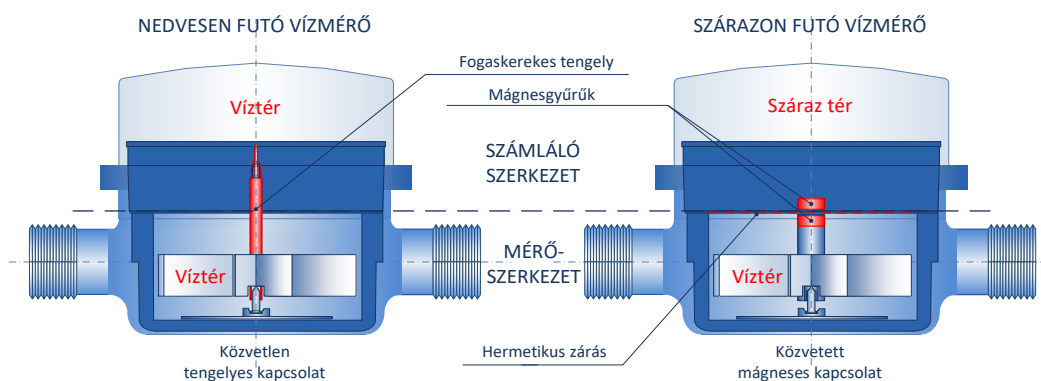 NEDVESEN FUTÓ VÍZMÉRŐ
SZÁRAZON FUTÓ VÍZMÉRŐ
Fogaskerekes tengely
Mágnesgyűrűk
Víztér
Száraz tér
SZÁMLÁLÓ
SZERKEZET
MÉRŐ-
SZERKEZET
Víztér
Víztér
Hermetikus zárás
Közvetlen
tengelyes kapcsolat
Közvetett
mágneses kapcsolat